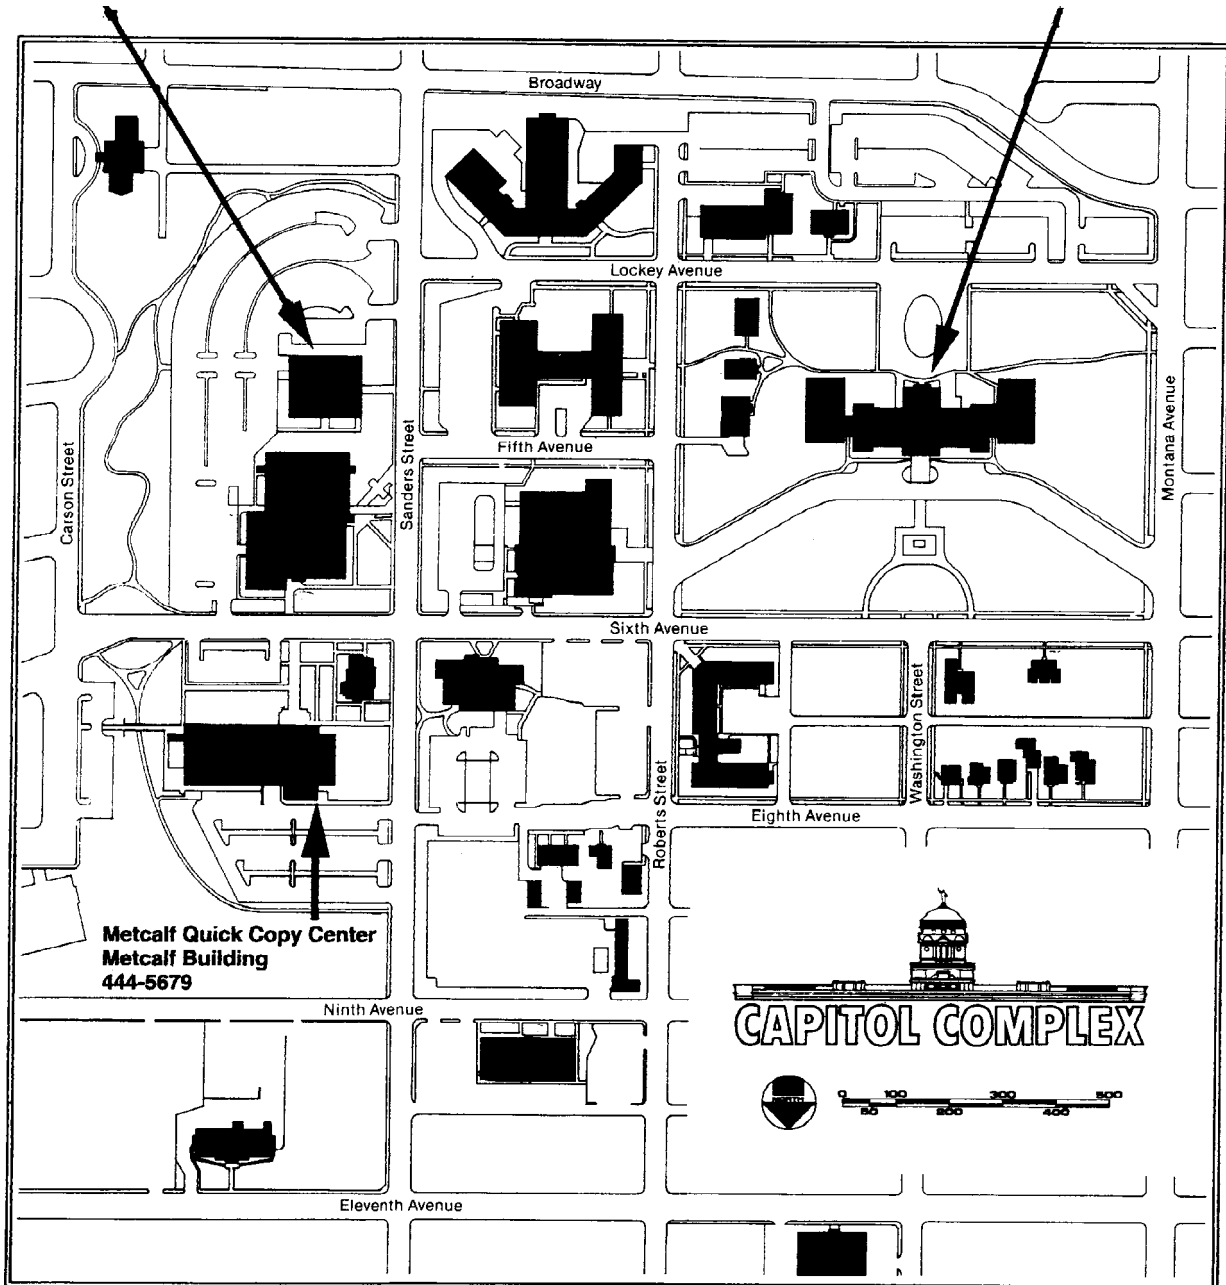 Broadway
Lockey Avenue
Fifth Avenue
Carson Street
Sanders Street
Montana Avenue
Sixth Avenue
Washington Street
Roberts Street
Eighth Avenue
Metcalf Quick Copy Center
Metcalf Building
444-5679
Ninth Avenue
CAPITOL COMPLEX
NORTH
0 100 300 500
50 200 400
Eleventh Avenue